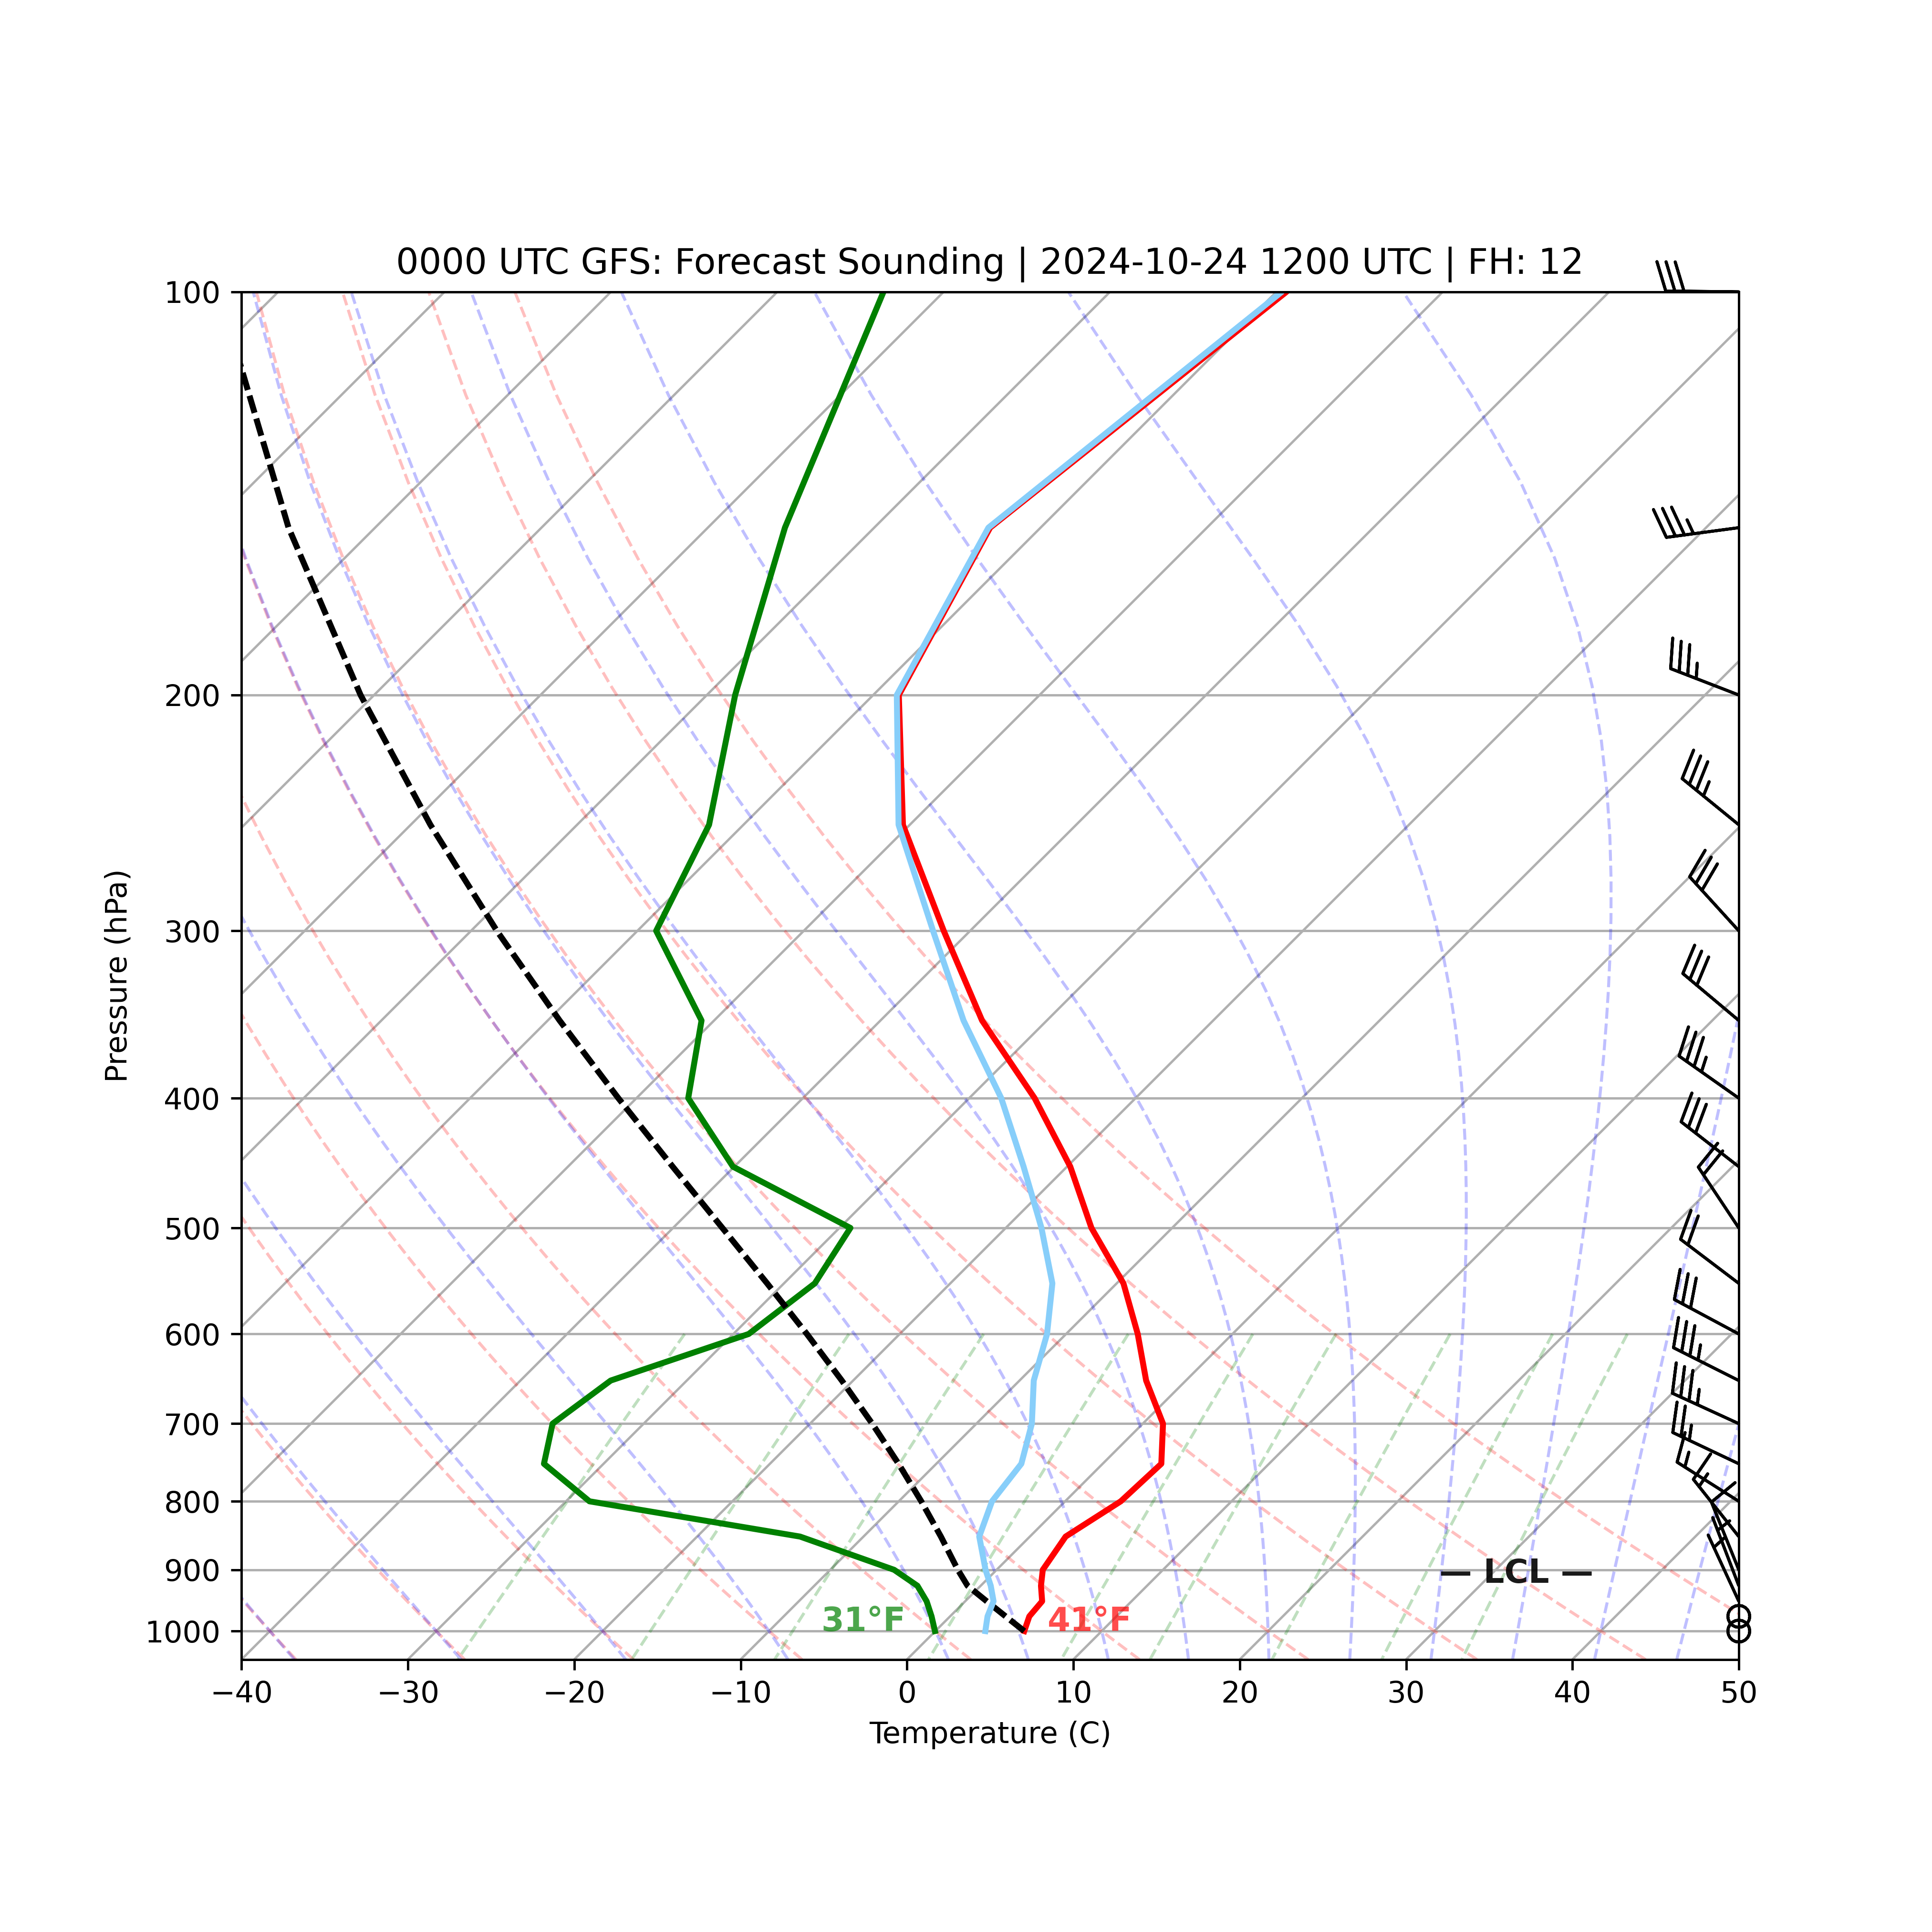 0000 UTC GFS: Forecast Sounding | 2024-10-24 1200 UTC | FH: 12
100
200
300
400
500
600
700
800
900
1000
Pressure (hPa)
— LCL —
31°F
41°F
−40 −30 −20 −10 0 10 20 30 40 50
Temperature (C)